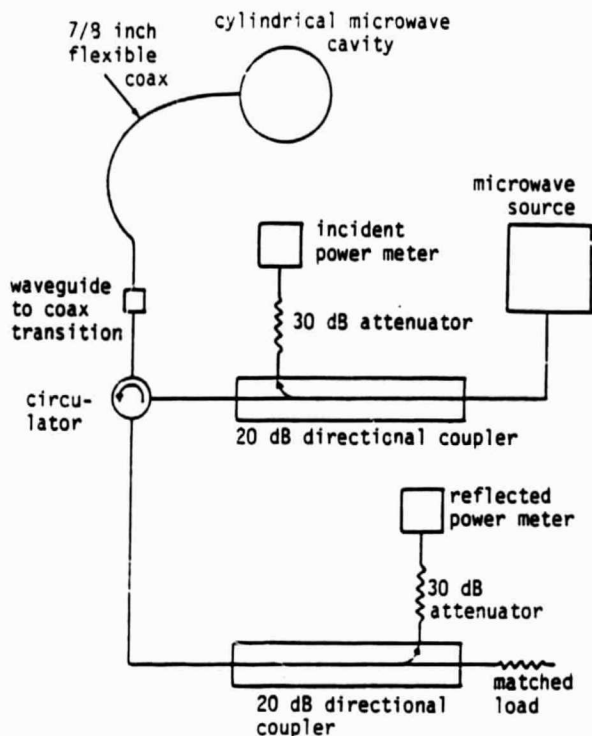 7/8 inch
flexible
coax
cylindrical microwave
cavity
microwave
source
incident
power meter
waveguide
to coax
transition
30 dB attenuator
circu-
lator
20 dB directional coupler
reflected
power meter
30 dB
attenuator
20 dB directional
coupler
matched
load